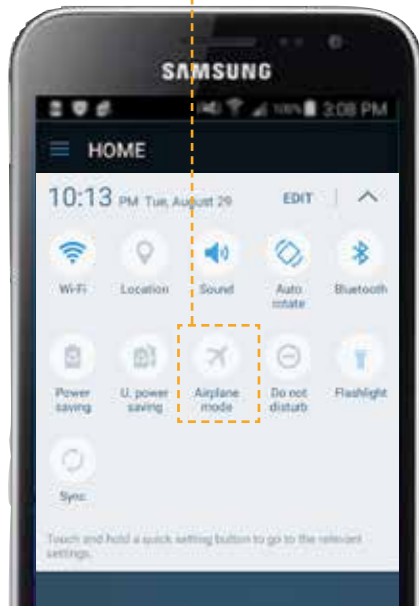 SAMSUNG
100% 3:08 PM
HOME
10:13 PM Tue, August 29 EDIT
Wi-Fi Location Sound Auto rotate Bluetooth
Power saving U. power saving Airplane mode Do not disturb Flashlight
Sync
Touch and hold a quick setting button to go to the relevant
settings.